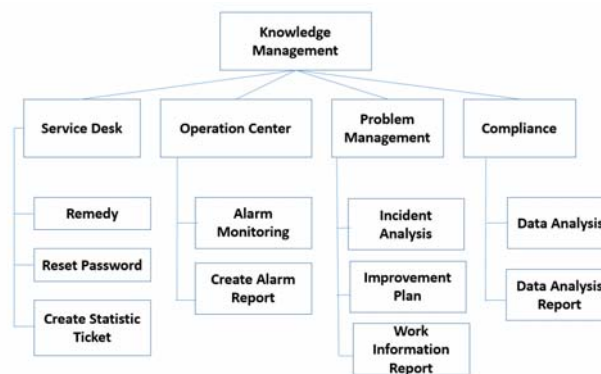 Knowledge
Management
Service Desk
Operation Center
Problem
Management
Compliance
Remedy
Reset Password
Create Statistic
Ticket
Alarm
Monitoring
Create Alarm
Report
Incident
Analysis
Improvement
Plan
Work
Information
Report
Data Analysis
Data Analysis
Report